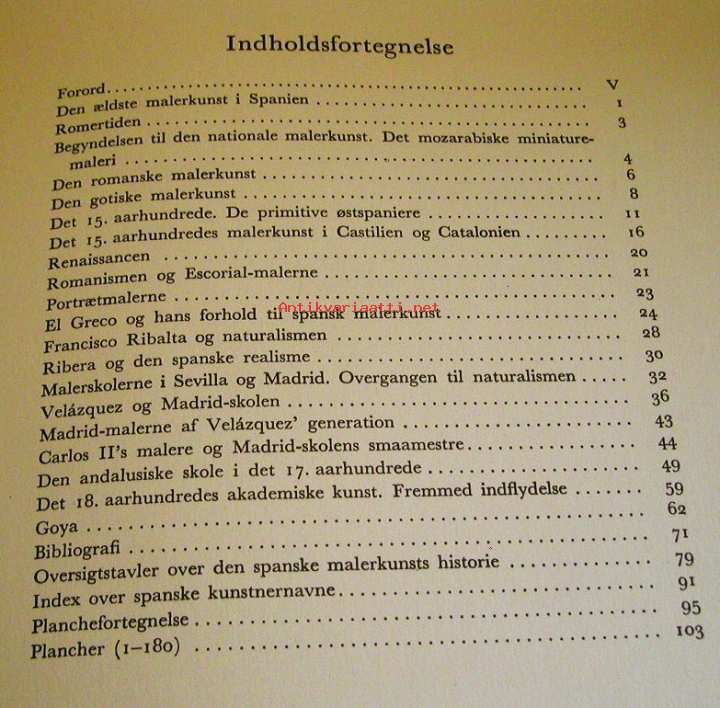 Indholdsfortegnelse
Forord ........ V
Den ældste malerkunst i Spanien ........ 1
Romertiden ........ 3
Begyndelsen til den nationale malerkunst. Det mozarabiske miniature-
maleri ........ 4
Den romanske malerkunst ........ 6
Den gotiske malerkunst ........ 8
Det 15. aarhundrede. De primitive østspaniere ........ 11
Det 15. aarhundredes malerkunst i Castilien og Catalonien ........ 16
Renaissancen ........ 20
Romanismen og Escorial-malerne ........ 21
Portrætmalerne ........ 23
Antikvariaatti.net
El Greco og hans forhold til spansk malerkunst ........ 24
Francisco Ribalta og naturalismen ........ 28
Ribera og den spanske realisme ........ 30
Malerskolerne i Sevilla og Madrid. Overgangen til naturalismen ..... 32
Velázquez og Madrid-skolen ........ 36
Madrid-malerne af Velázquez' generation ........ 43
Carlos II's malere og Madrid-skolens smaamestre ........ 44
Den andalusiske skole i det 17. aarhundrede ........ 49
Det 18. aarhundredes akademiske kunst. Fremmed indflydelse ....... 59
Goya ........ 62
Bibliografi ........ 71
Oversigtstavler over den spanske malerkunsts historie ........ 79
Index over spanske kunstnernavne ........ 91
Planchefortegnelse ........ 95
Plancher (1-180) ........ 103